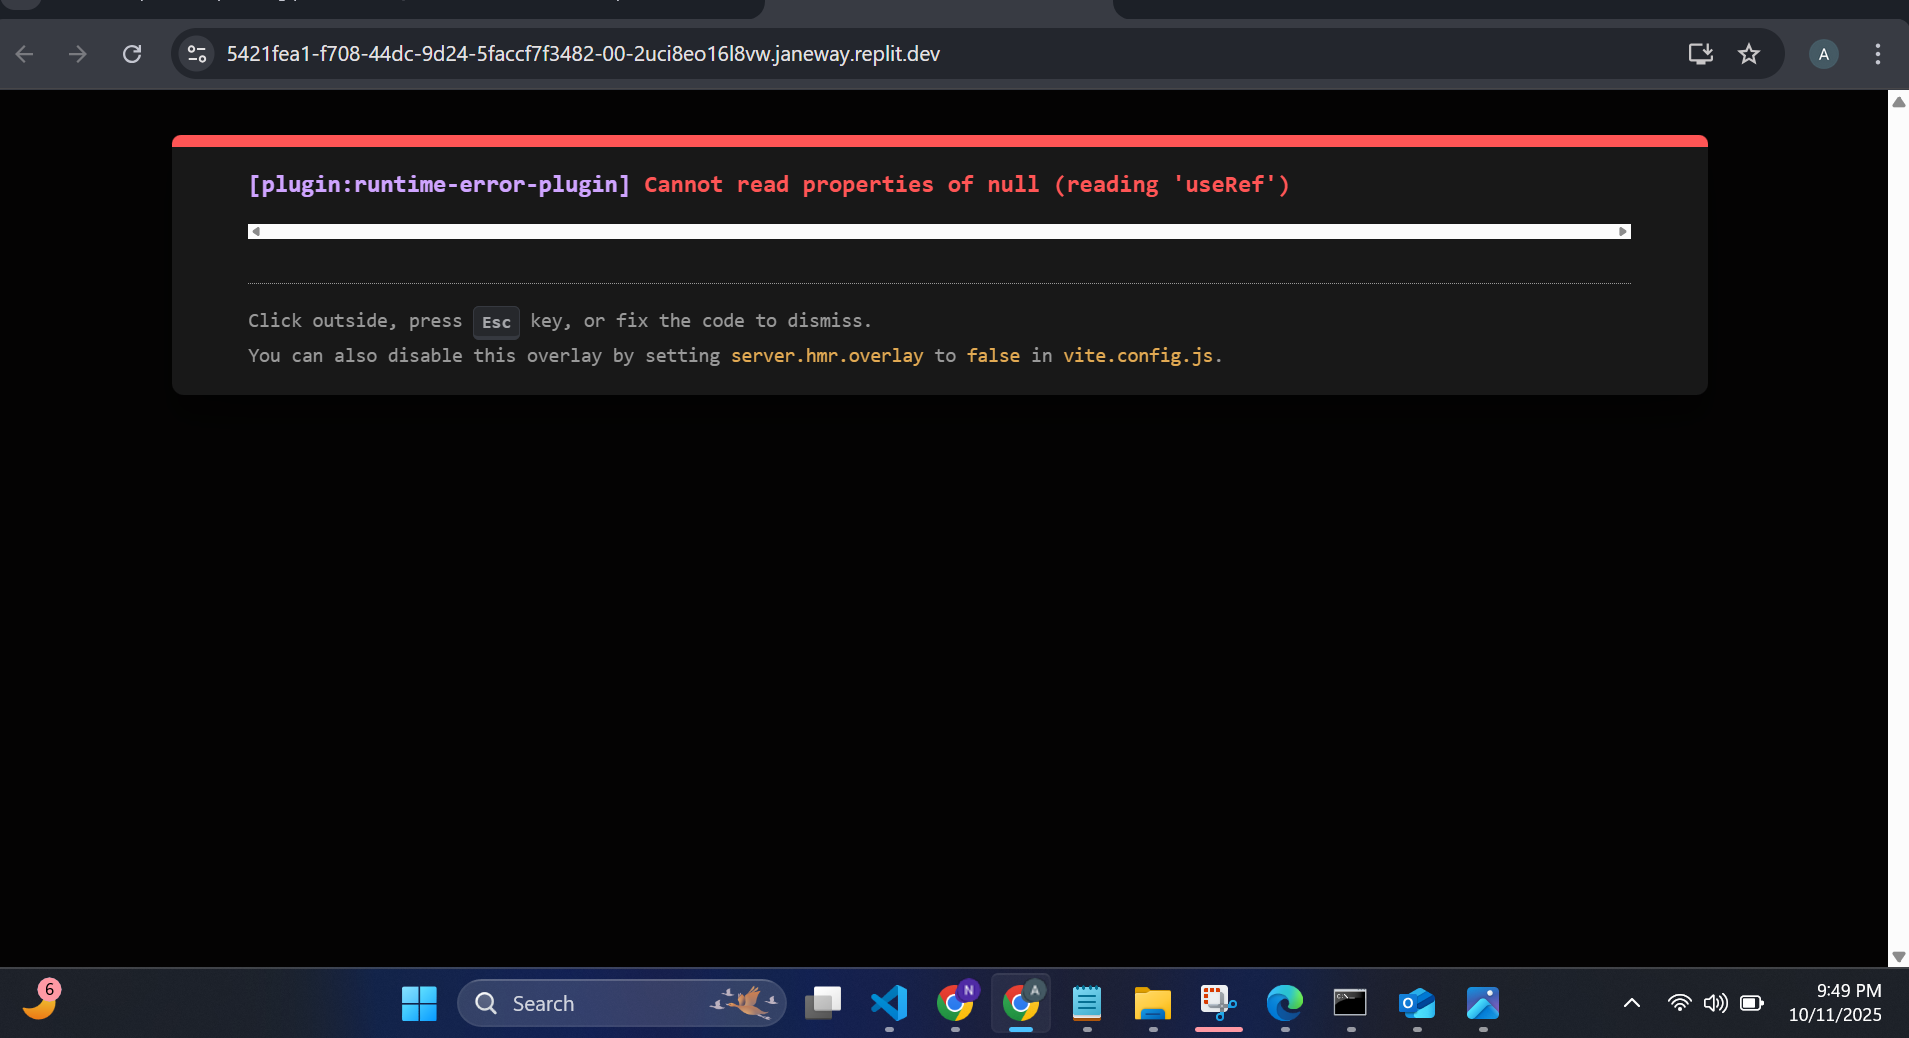 5421fea1-f708-44dc-9d24-5faccf7f3482-00-2uci8eo16l8vw.janeway.replit.dev
A
[plugin:runtime-error-plugin] Cannot read properties of null (reading 'useRef')
Click outside, press Esc key, or fix the code to dismiss.
You can also disable this overlay by setting server.hmr.overlay to false in vite.config.js.
6
Search
N
A
9:49 PM
10/11/2025